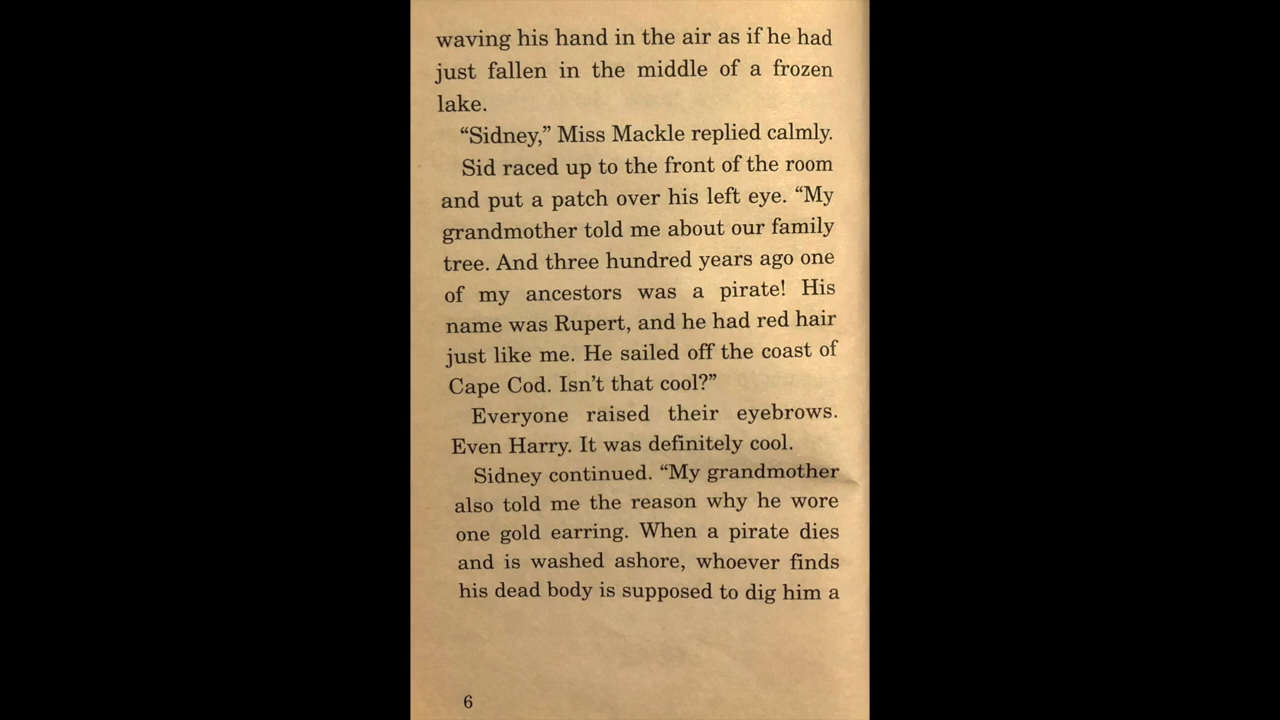 waving his hand in the air as if he had
just fallen in the middle of a frozen
lake.
“Sidney,” Miss Mackle replied calmly.
Sid raced up to the front of the room
and put a patch over his left eye. “My
grandmother told me about our family
tree. And three hundred years ago one
of my ancestors was a pirate! His
name was Rupert, and he had red hair
just like me. He sailed off the coast of
Cape Cod. Isn’t that cool?”
Everyone raised their eyebrows.
Even Harry. It was definitely cool.
Sidney continued. “My grandmother
also told me the reason why he wore
one gold earring. When a pirate dies
and is washed ashore, whoever finds
his dead body is supposed to dig him a
6